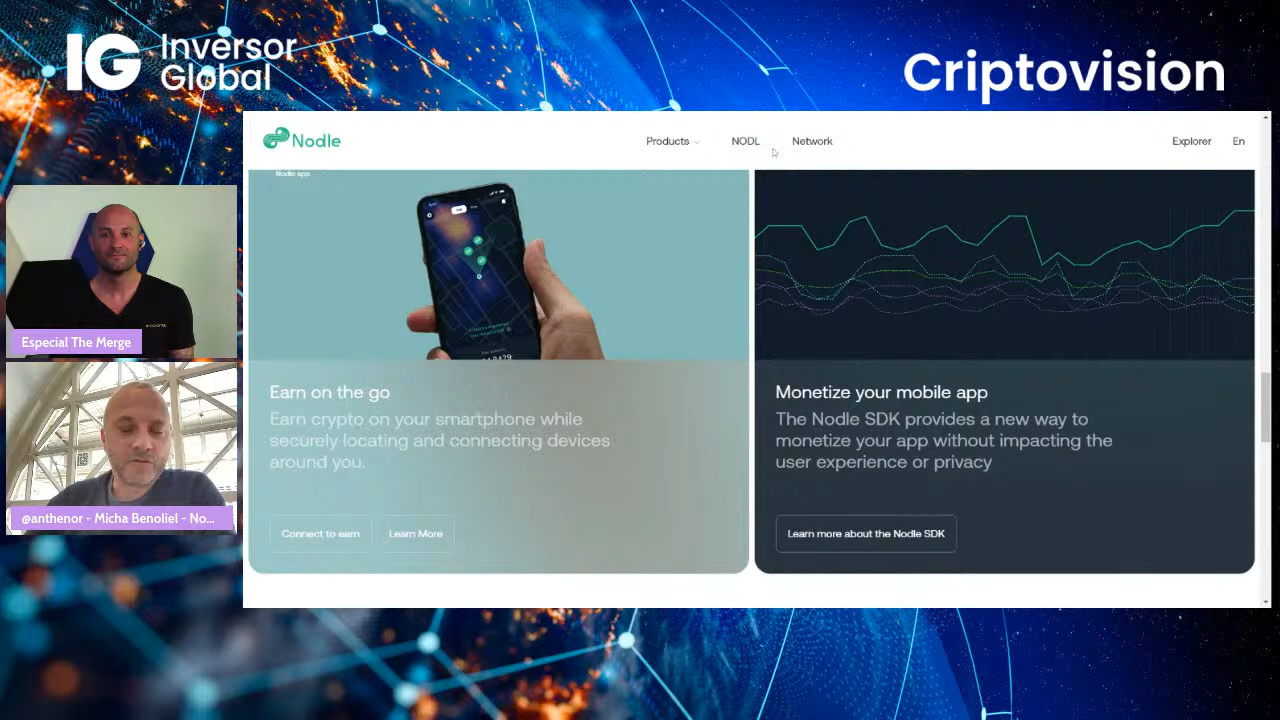 IG Inversor
Global
Criptovision
Nodle
Products
NODL
Network
Explorer
En
Nodle app
Earn on the go
Earn crypto on your smartphone while
securely locating and connecting devices
around you.
Connect to earn
Learn More
Monetize your mobile app
The Nodle SDK provides a new way to
monetize your app without impacting the
user experience or privacy
Learn more about the Nodle SDK
Especial The Merge
@anthenor - Micha Benoliel - No...